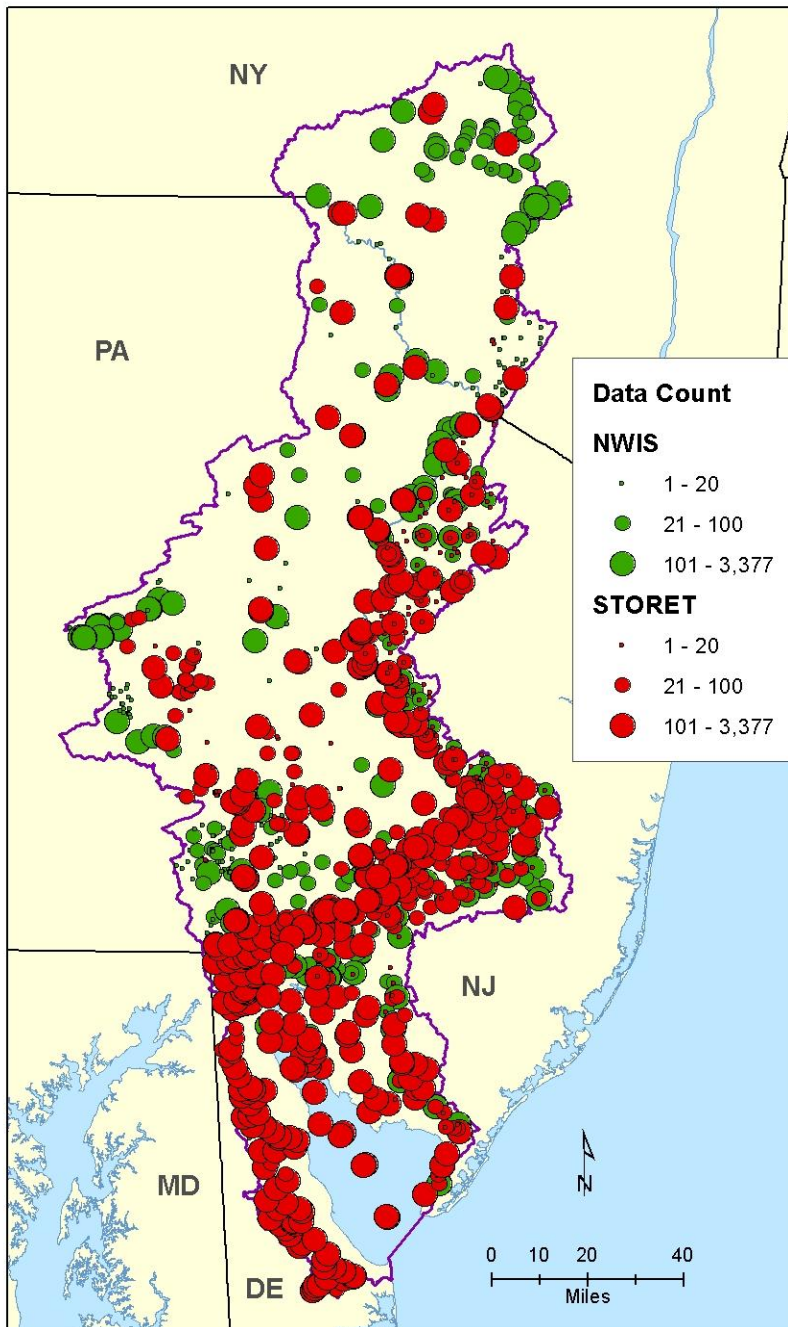 NY
PA
Data Count
NWIS
1 - 20
21 - 100
101 - 3,377
STORET
1 - 20
21 - 100
101 - 3,377
NJ
MD
DE
N
0 10 20 40
Miles